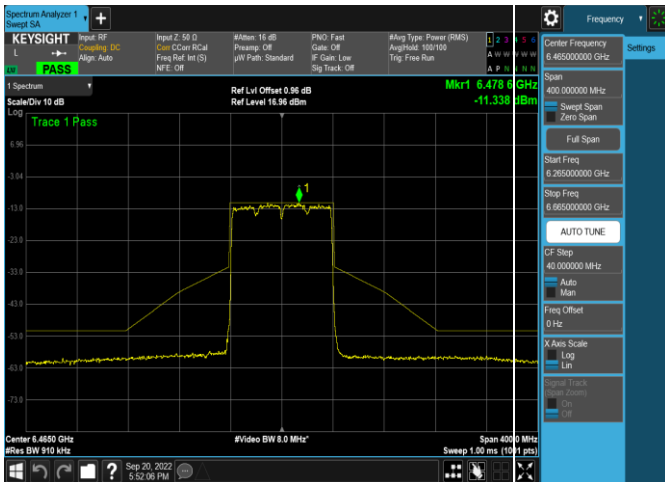 Spectrum Analyzer 1
Swept SA
+
Frequency
KEYSIGHT
L
LV
PASS
Input: RF
Coupling: DC
Align: Auto
Input Z: 50 Ω
Corr CCorr RCal
Freq Ref: Int (S)
NFE: Off
#Atten: 16 dB
Preamp: Off
µW Path: Standard
PNO: Fast
Gate: Off
IF Gain: Low
Sig Track: Off
#Avg Type: Power (RMS)
Avg|Hold: 100/100
Trig: Free Run
1 2 3 4 5 6
A W W W W W
A P N N N N
1 Spectrum
Scale/Div 10 dB
Log
Ref Lvl Offset 0.96 dB
Ref Level 16.96 dBm
Mkr1 6.478 6 GHz
-11.338 dBm
Trace 1 Pass
1
6.96
-3.04
-13.0
-23.0
-33.0
-43.0
-53.0
-63.0
-73.0
Center 6.4650 GHz
#Res BW 910 kHz
#Video BW 8.0 MHz*
Span 400.0 MHz
Sweep 1.00 ms (1001 pts)
Sep 20, 2022
5:52:06 PM
?
Center Frequency
6.465000000 GHz
Settings
Span
400.000000 MHz
Swept Span
Zero Span
Full Span
Start Freq
6.265000000 GHz
Stop Freq
6.665000000 GHz
AUTO TUNE
CF Step
40.000000 MHz
Auto
Man
Freq Offset
0 Hz
X Axis Scale
Log
Lin
Signal Track
(Span Zoom)
On
Off